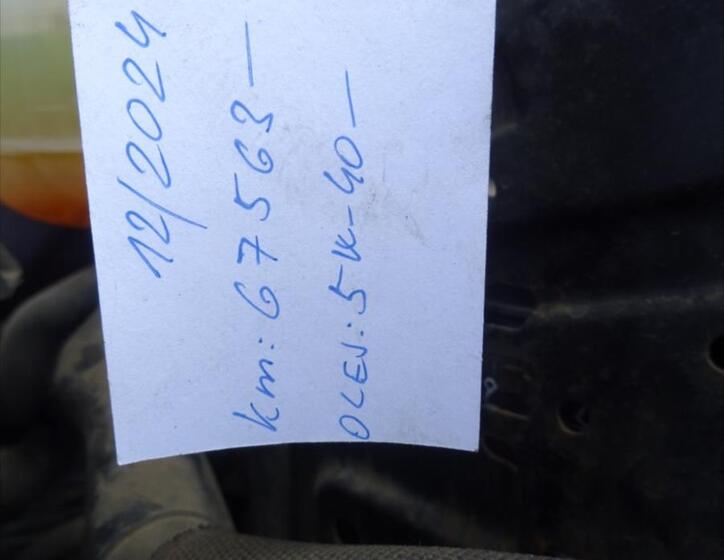 12/2024
km: 67563 —
OLEJ: 5W-40 —